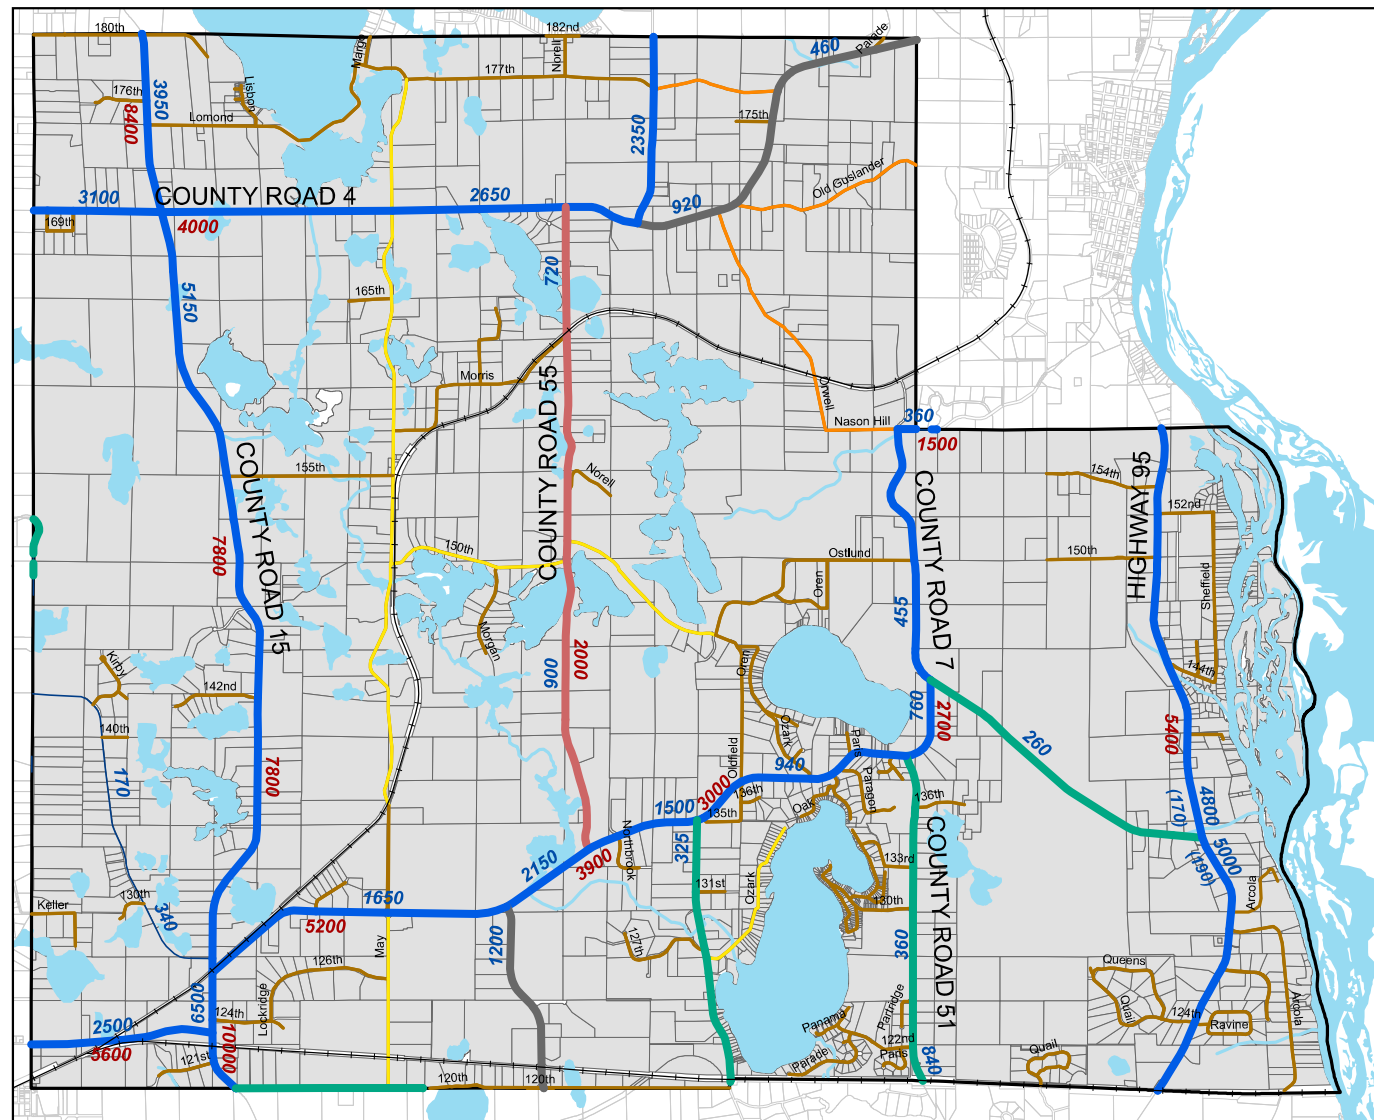 180th
182nd
Parade
460
Norell
Margo
177th
176th
Lisbon
3950
8400
Lomond
175th
2350
Old Guslander
3100
COUNTY ROAD 4
2650
920
169th
4000
720
165th
5150
Morris
COUNTY ROAD 55
Orwell
Nason Hill
360
1500
COUNTY ROAD 15
155th
Norell
COUNTY ROAD 7
HIGHWAY 95
154th
152nd
7800
150th
Ostlund
150th
Oren
Sheffield
455
Morgan
Kirby
2000
900
Oren
144th
142nd
760
2700
5400
140th
Ozark
Paris
260
170
7800
Oldfield
940
Paragon
136th
136th
1500
3000
Oak
4800
(170)
135th
325
COUNTY ROAD 51
5000
(190)
2150
3900
Northbrook
133rd
131st
Ozark
130th
130th
Keller
340
1650
5200
Arcola
May
1200
127th
360
126th
Queens
6500
Lockridge
124th
Partridge
Quail
124th
Ravine
Arcola
2500
5600
10000
Panama
122nd
Paris
Parade
840
Quail
121st
120th
120th